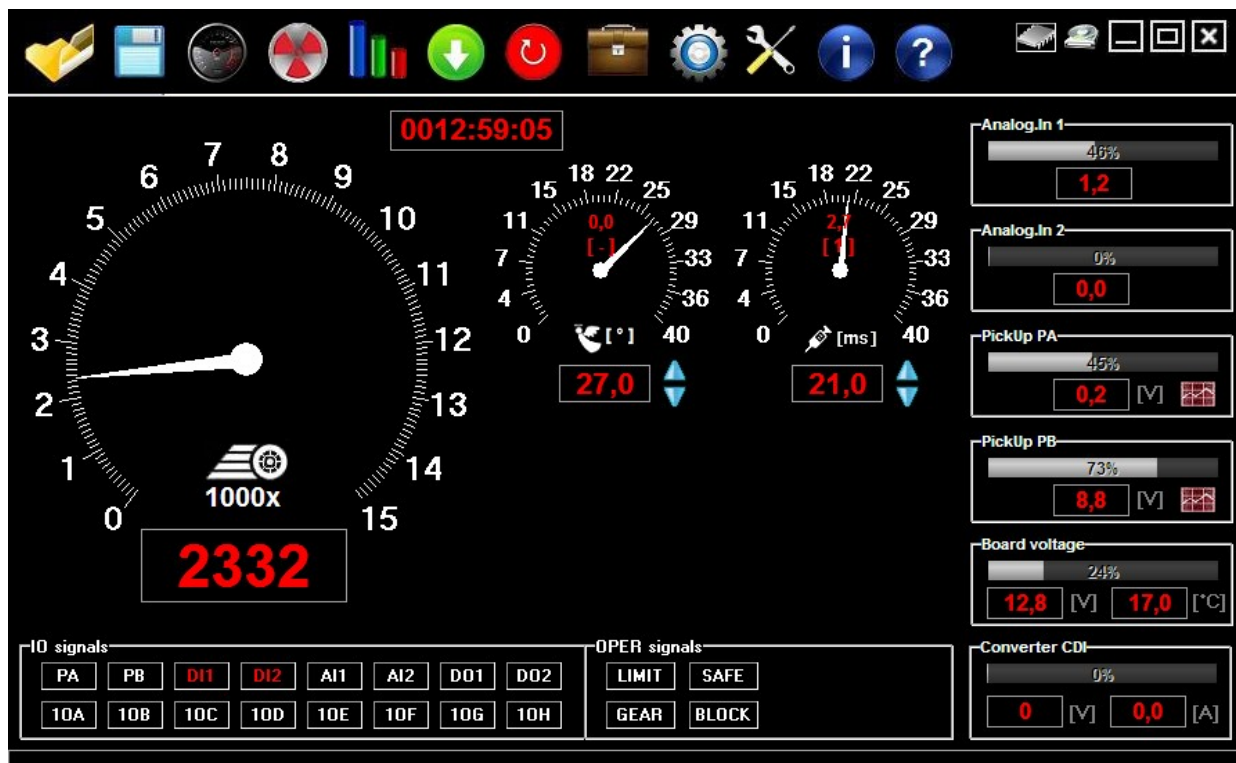 i
?
0012:59:05
0
1
2
3
4
5
6
7
8
9
10
11
12
13
14
15
1000x
2332
0
4
7
11
15
18
22
25
29
33
36
40
0,0
[ - ]
[ ° ]
27,0
0
4
7
11
15
18
22
25
29
33
36
40
2,7
[ 1 ]
[ms]
21,0
Analog.In 1
46%
1,2
Analog.In 2
0%
0,0
PickUp PA
45%
0,2 [V]
PickUp PB
73%
8,8 [V]
Board voltage
24%
12,8 [V] 17,0 [°C]
Converter CDI
0%
0 [V] 0,0 [A]
IO signals
PA PB DI1 DI2 AI1 AI2 DO1 DO2
10A 10B 10C 10D 10E 10F 10G 10H
OPER signals
LIMIT SAFE
GEAR BLOCK